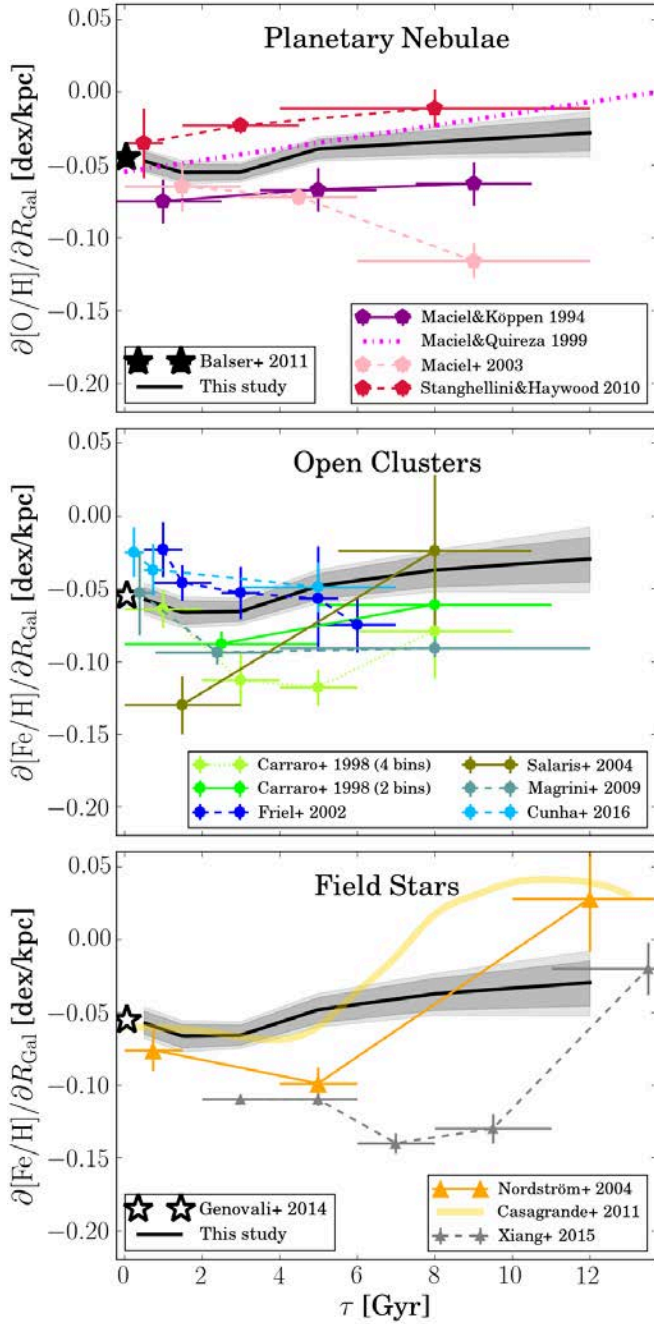 Planetary Nebulae
0.05
0.00
−0.05
−0.10
−0.15
−0.20
∂[O/H]/∂R_Gal [dex/kpc]
Balser+ 2011
This study
Maciel&Köppen 1994
Maciel&Quireza 1999
Maciel+ 2003
Stanghellini&Haywood 2010
Open Clusters
0.05
0.00
−0.05
−0.10
−0.15
−0.20
∂[Fe/H]/∂R_Gal [dex/kpc]
Carraro+ 1998 (4 bins)
Carraro+ 1998 (2 bins)
Friel+ 2002
Salaris+ 2004
Magrini+ 2009
Cunha+ 2016
Field Stars
0.05
0.00
−0.05
−0.10
−0.15
−0.20
∂[Fe/H]/∂R_Gal [dex/kpc]
Genovali+ 2014
This study
Nordström+ 2004
Casagrande+ 2011
Xiang+ 2015
0 2 4 6 8 10 12
τ [Gyr]